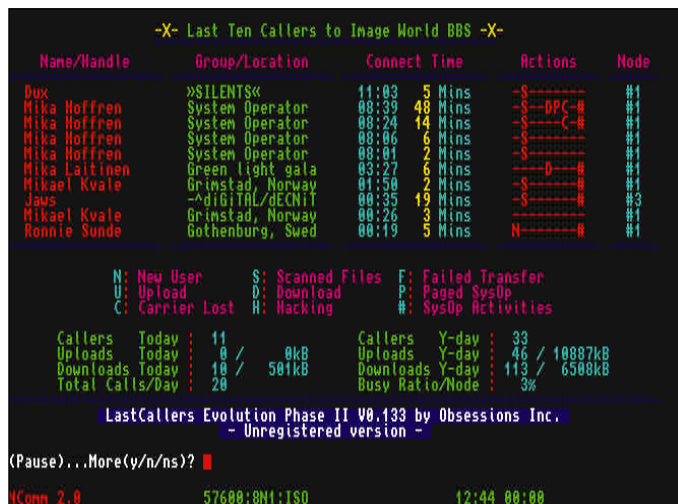 -X- Last Ten Callers to Image World BBS -X-
Name/Handle Group/Location Connect Time Actions Node
Dux »SILENTS« 11:03 5 Mins -S------- #1
Mika Hoffren System Operator 08:39 48 Mins -S--DPC-# #1
Mika Hoffren System Operator 08:24 14 Mins -S----C-# #1
Mika Hoffren System Operator 08:06 6 Mins -S------- #1
Mika Hoffren System Operator 08:01 2 Mins -S------- #1
Mika Laitinen Green light gala 03:27 6 Mins ----D---# #1
Mikael Kvale Grimstad, Norway 01:50 2 Mins -S------# #1
Jaws -^diGiTAL/dECNiT 00:35 19 Mins -S------# #3
Mikael Kvale Grimstad, Norway 00:26 3 Mins --------- #1
Ronnie Sunde Gothenburg, Swed 00:19 5 Mins N-------# #1
N: New User S: Scanned Files F: Failed Transfer
U: Upload D: Download P: Paged SysOp
C: Carrier Lost H: Hacking #: SysOp Activities
Callers Today : 11 Callers Y-day : 33
Uploads Today : 0 / 0kB Uploads Y-day : 46 / 10887kB
Downloads Today : 10 / 501kB Downloads Y-day : 113 / 6508kB
Total Calls/Day : 20 Busy Ratio/Node : 3%
LastCallers Evolution Phase II V0.133 by Obsessions Inc.
- Unregistered version -
(Pause)...More(y/n/ns)?
NComm 2.0 57600:8N1:ISO 12:44 00:00